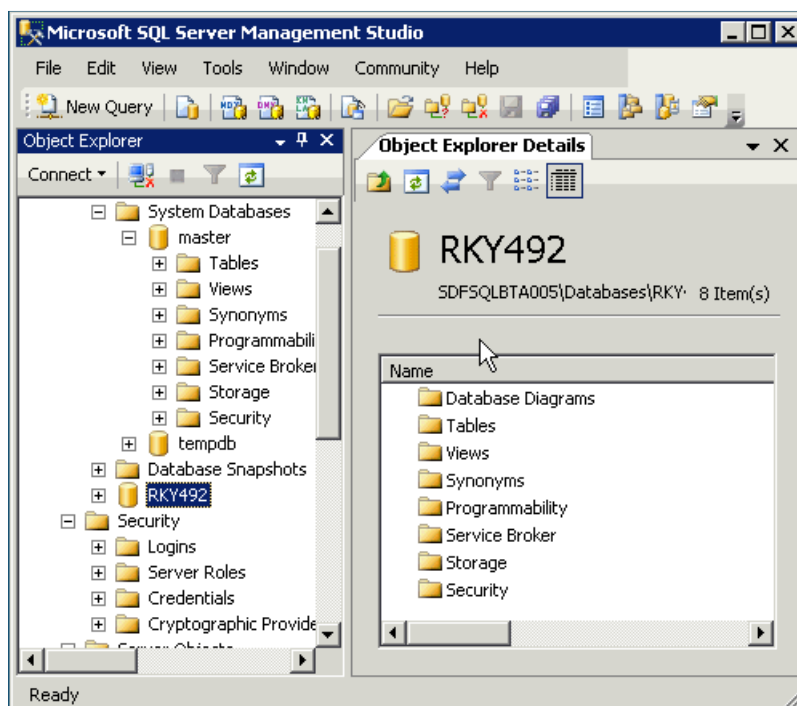 Microsoft SQL Server Management Studio
File Edit View Tools Window Community Help
New Query
Object Explorer
Connect
System Databases
master
Tables
Views
Synonyms
Programmabili
Service Broker
Storage
Security
tempdb
Database Snapshots
RKY492
Security
Logins
Server Roles
Credentials
Cryptographic Provide
Object Explorer Details
RKY492
SDFSQLBTA005\Databases\RKY 8 Item(s)
Name
Database Diagrams
Tables
Views
Synonyms
Programmability
Service Broker
Storage
Security
Ready